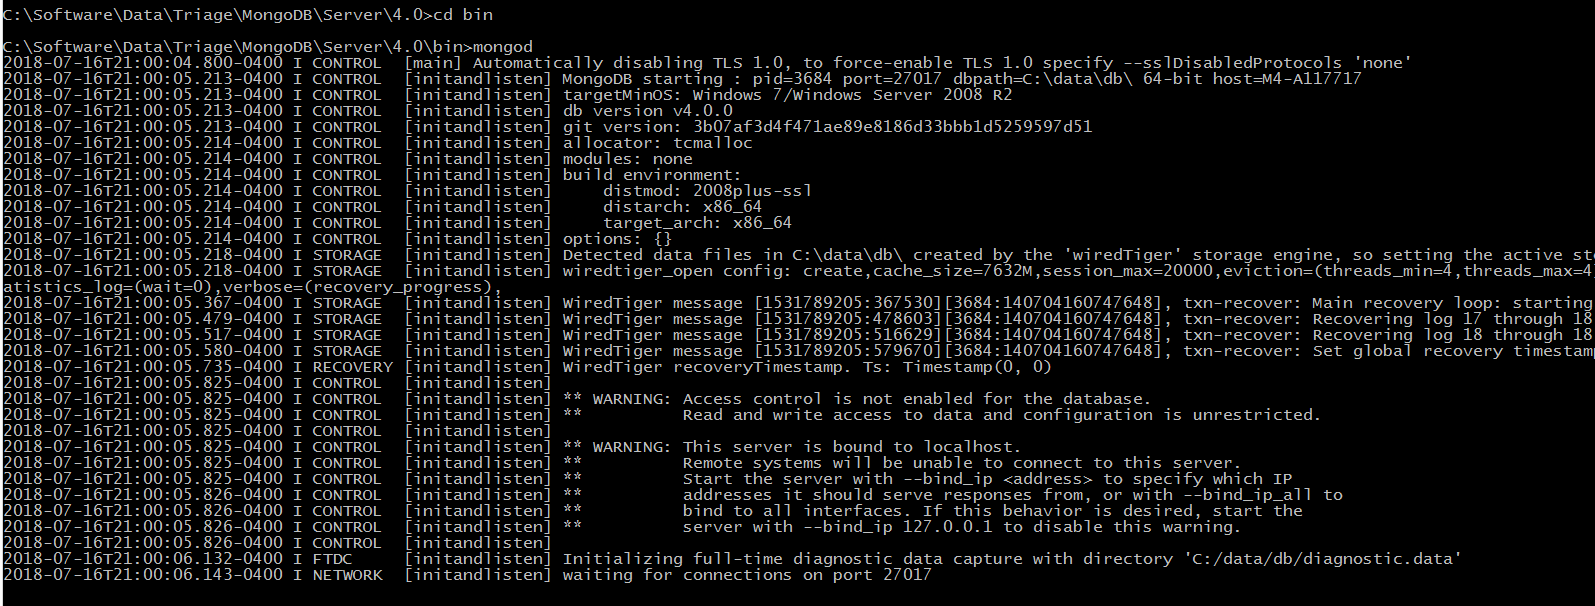 C:\Software\Data\Triage\MongoDB\Server\4.0>cd bin
C:\Software\Data\Triage\MongoDB\Server\4.0\bin>mongod
2018-07-16T21:00:04.800-0400 I CONTROL  [main] Automatically disabling TLS 1.0, to force-enable TLS 1.0 specify --sslDisabledProtocols 'none'
2018-07-16T21:00:05.213-0400 I CONTROL  [initandlisten] MongoDB starting : pid=3684 port=27017 dbpath=C:\data\db\ 64-bit host=M4-A117717
2018-07-16T21:00:05.213-0400 I CONTROL  [initandlisten] targetMinOS: Windows 7/Windows Server 2008 R2
2018-07-16T21:00:05.213-0400 I CONTROL  [initandlisten] db version v4.0.0
2018-07-16T21:00:05.213-0400 I CONTROL  [initandlisten] git version: 3b07af3d4f471ae89e8186d33bbb1d5259597d51
2018-07-16T21:00:05.214-0400 I CONTROL  [initandlisten] allocator: tcmalloc
2018-07-16T21:00:05.214-0400 I CONTROL  [initandlisten] modules: none
2018-07-16T21:00:05.214-0400 I CONTROL  [initandlisten] build environment:
2018-07-16T21:00:05.214-0400 I CONTROL  [initandlisten]     distmod: 2008plus-ssl
2018-07-16T21:00:05.214-0400 I CONTROL  [initandlisten]     distarch: x86_64
2018-07-16T21:00:05.214-0400 I CONTROL  [initandlisten]     target_arch: x86_64
2018-07-16T21:00:05.214-0400 I CONTROL  [initandlisten] options: {}
2018-07-16T21:00:05.218-0400 I STORAGE  [initandlisten] Detected data files in C:\data\db\ created by the 'wiredTiger' storage engine, so setting the active sto
2018-07-16T21:00:05.218-0400 I STORAGE  [initandlisten] wiredtiger_open config: create,cache_size=7632M,session_max=20000,eviction=(threads_min=4,threads_max=4)
atistics_log=(wait=0),verbose=(recovery_progress),
2018-07-16T21:00:05.367-0400 I STORAGE  [initandlisten] WiredTiger message [1531789205:367530][3684:140704160747648], txn-recover: Main recovery loop: starting
2018-07-16T21:00:05.479-0400 I STORAGE  [initandlisten] WiredTiger message [1531789205:478603][3684:140704160747648], txn-recover: Recovering log 17 through 18
2018-07-16T21:00:05.517-0400 I STORAGE  [initandlisten] WiredTiger message [1531789205:516629][3684:140704160747648], txn-recover: Recovering log 18 through 18
2018-07-16T21:00:05.580-0400 I STORAGE  [initandlisten] WiredTiger message [1531789205:579670][3684:140704160747648], txn-recover: Set global recovery timestamp
2018-07-16T21:00:05.735-0400 I RECOVERY [initandlisten] WiredTiger recoveryTimestamp. Ts: Timestamp(0, 0)
2018-07-16T21:00:05.825-0400 I CONTROL  [initandlisten]
2018-07-16T21:00:05.825-0400 I CONTROL  [initandlisten] ** WARNING: Access control is not enabled for the database.
2018-07-16T21:00:05.825-0400 I CONTROL  [initandlisten] **          Read and write access to data and configuration is unrestricted.
2018-07-16T21:00:05.825-0400 I CONTROL  [initandlisten]
2018-07-16T21:00:05.825-0400 I CONTROL  [initandlisten] ** WARNING: This server is bound to localhost.
2018-07-16T21:00:05.825-0400 I CONTROL  [initandlisten] **          Remote systems will be unable to connect to this server.
2018-07-16T21:00:05.825-0400 I CONTROL  [initandlisten] **          Start the server with --bind_ip <address> to specify which IP
2018-07-16T21:00:05.826-0400 I CONTROL  [initandlisten] **          addresses it should serve responses from, or with --bind_ip_all to
2018-07-16T21:00:05.826-0400 I CONTROL  [initandlisten] **          bind to all interfaces. If this behavior is desired, start the
2018-07-16T21:00:05.826-0400 I CONTROL  [initandlisten] **          server with --bind_ip 127.0.0.1 to disable this warning.
2018-07-16T21:00:05.826-0400 I CONTROL  [initandlisten]
2018-07-16T21:00:06.132-0400 I FTDC     [initandlisten] Initializing full-time diagnostic data capture with directory 'C:/data/db/diagnostic.data'
2018-07-16T21:00:06.143-0400 I NETWORK  [initandlisten] waiting for connections on port 27017